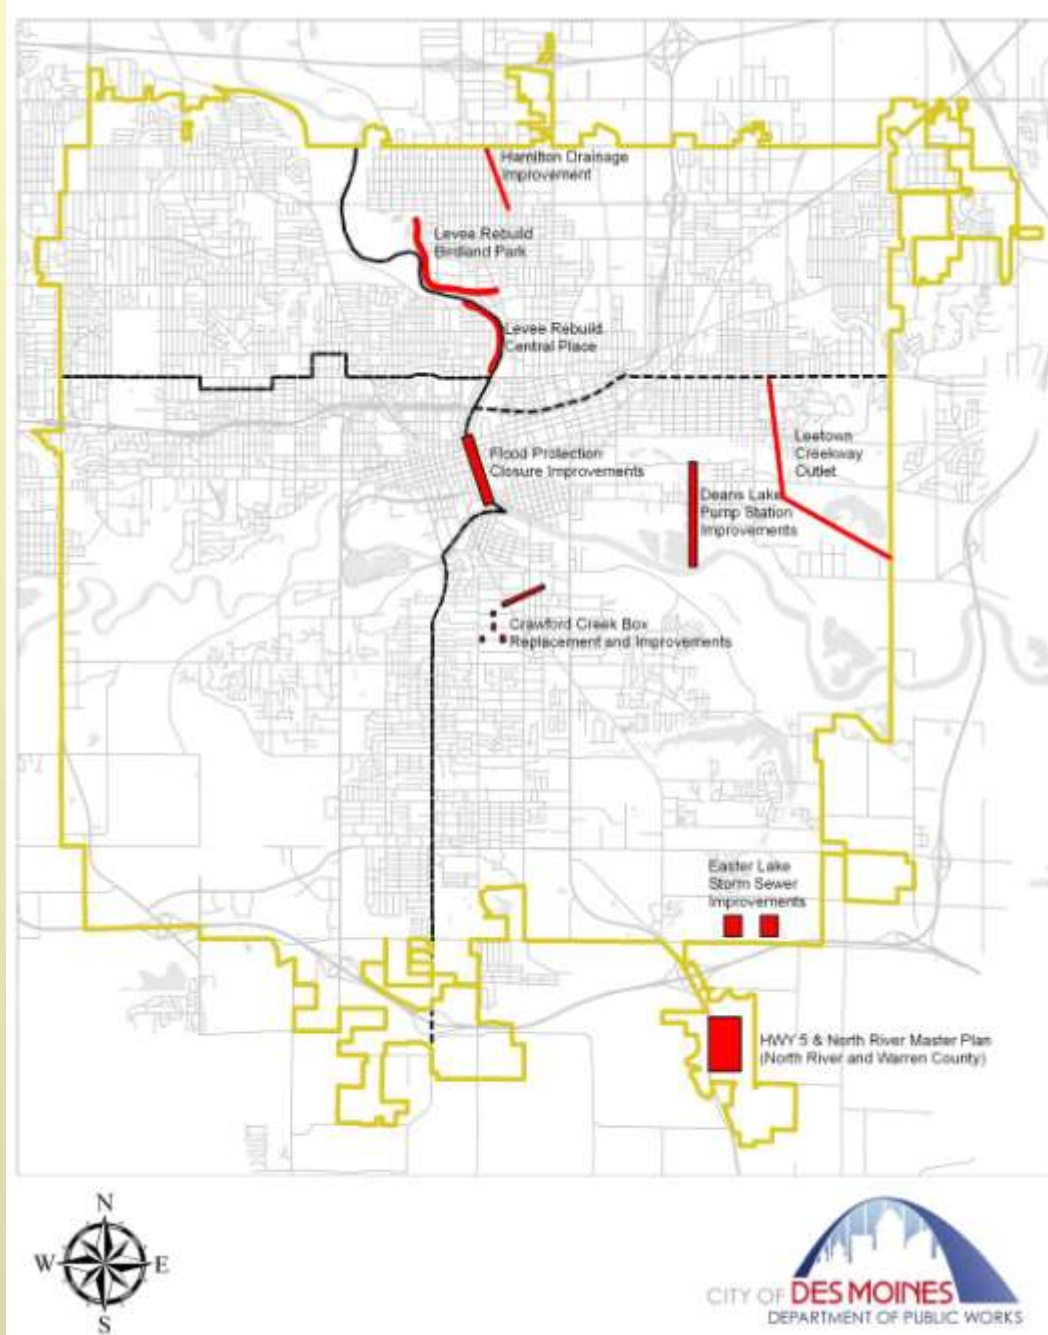 Hamilton Drainage
Improvement
Levee Rebuild
Birdland Park
Levee Rebuild
Central Place
Flood Protection
Closure Improvements
Leetown
Creekway
Outlet
Deans Lake
Pump Station
Improvements
Crawford Creek Box
Replacement and Improvements
Easter Lake
Storm Sewer
Improvements
HWY 5 & North River Master Plan
(North River and Warren County)
N
W E
S
CITY OF DES MOINES
DEPARTMENT OF PUBLIC WORKS